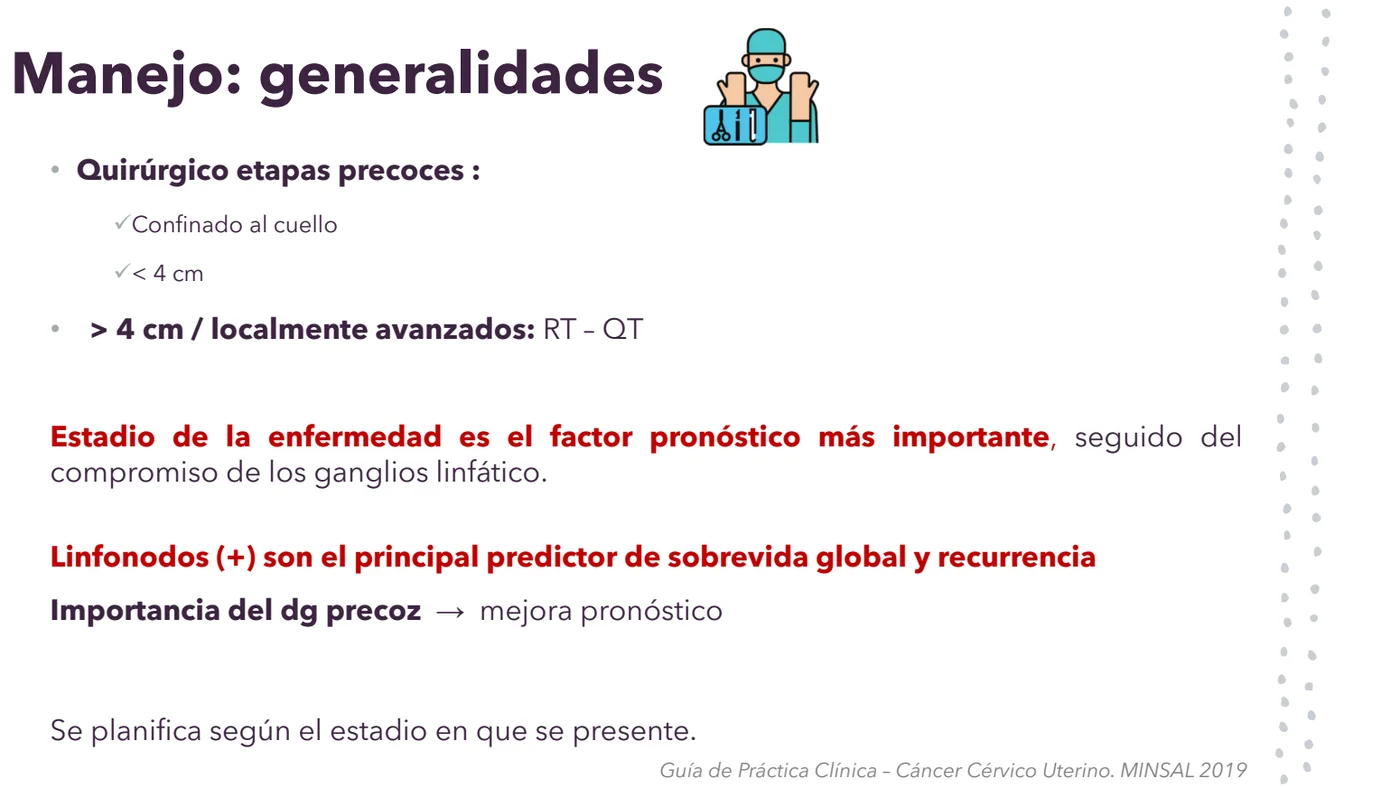 Manejo: generalidades
• Quirúrgico etapas precoces :
✓Confinado al cuello
✓< 4 cm
• > 4 cm / localmente avanzados: RT – QT
Estadio de la enfermedad es el factor pronóstico más importante, seguido del
compromiso de los ganglios linfático.
Linfonodos (+) son el principal predictor de sobrevida global y recurrencia
Importancia del dg precoz → mejora pronóstico
Se planifica según el estadio en que se presente.
Guía de Práctica Clínica – Cáncer Cérvico Uterino. MINSAL 2019